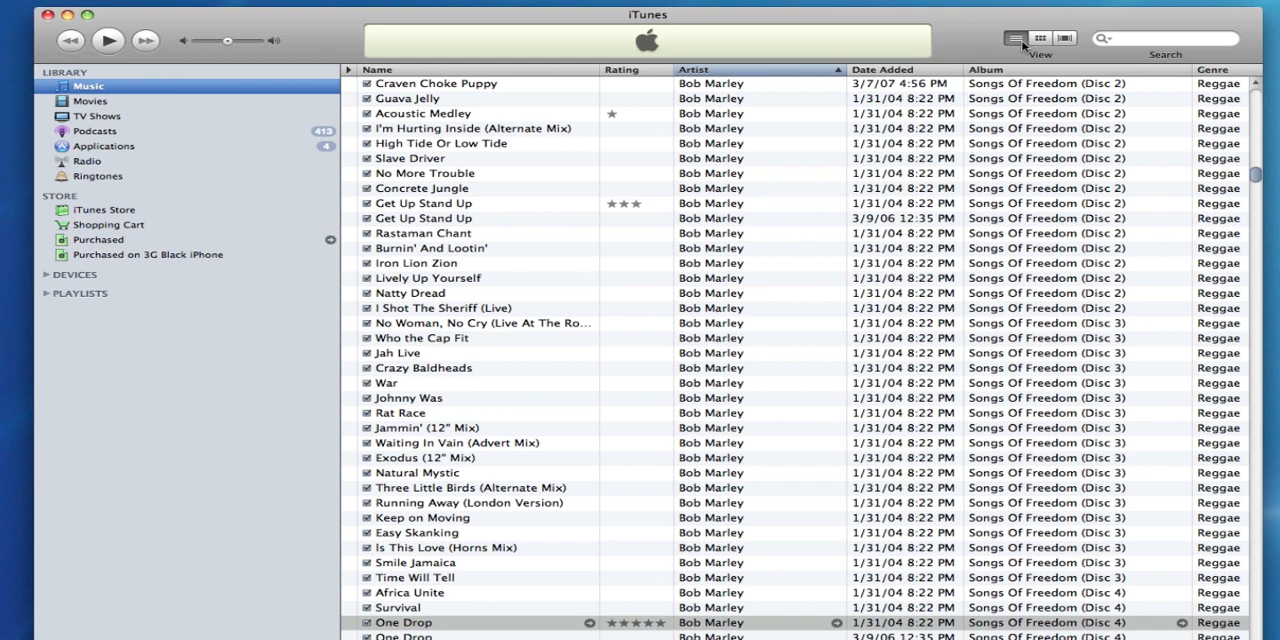 iTunes
View
Search
LIBRARY
Music
Movies
TV Shows
Podcasts 413
Applications 4
Radio
Ringtones
STORE
iTunes Store
Shopping Cart
Purchased
Purchased on 3G Black iPhone
DEVICES
PLAYLISTS
Name Rating Artist Date Added Album Genre
Craven Choke Puppy Bob Marley 3/7/07 4:56 PM Songs Of Freedom (Disc 2) Reggae
Guava Jelly Bob Marley 1/31/04 8:22 PM Songs Of Freedom (Disc 2) Reggae
Acoustic Medley ★ Bob Marley 1/31/04 8:22 PM Songs Of Freedom (Disc 2) Reggae
I'm Hurting Inside (Alternate Mix) Bob Marley 1/31/04 8:22 PM Songs Of Freedom (Disc 2) Reggae
High Tide Or Low Tide Bob Marley 1/31/04 8:22 PM Songs Of Freedom (Disc 2) Reggae
Slave Driver Bob Marley 1/31/04 8:22 PM Songs Of Freedom (Disc 2) Reggae
No More Trouble Bob Marley 1/31/04 8:22 PM Songs Of Freedom (Disc 2) Reggae
Concrete Jungle Bob Marley 1/31/04 8:22 PM Songs Of Freedom (Disc 2) Reggae
Get Up Stand Up ★★★ Bob Marley 1/31/04 8:22 PM Songs Of Freedom (Disc 2) Reggae
Get Up Stand Up Bob Marley 3/9/06 12:35 PM Songs Of Freedom (Disc 2) Reggae
Rastaman Chant Bob Marley 1/31/04 8:22 PM Songs Of Freedom (Disc 2) Reggae
Burnin' And Lootin' Bob Marley 1/31/04 8:22 PM Songs Of Freedom (Disc 2) Reggae
Iron Lion Zion Bob Marley 1/31/04 8:22 PM Songs Of Freedom (Disc 2) Reggae
Lively Up Yourself Bob Marley 1/31/04 8:22 PM Songs Of Freedom (Disc 2) Reggae
Natty Dread Bob Marley 1/31/04 8:22 PM Songs Of Freedom (Disc 2) Reggae
I Shot The Sheriff (Live) Bob Marley 1/31/04 8:22 PM Songs Of Freedom (Disc 2) Reggae
No Woman, No Cry (Live At The Ro... Bob Marley 1/31/04 8:22 PM Songs Of Freedom (Disc 3) Reggae
Who the Cap Fit Bob Marley 1/31/04 8:22 PM Songs Of Freedom (Disc 3) Reggae
Jah Live Bob Marley 1/31/04 8:22 PM Songs Of Freedom (Disc 3) Reggae
Crazy Baldheads Bob Marley 1/31/04 8:22 PM Songs Of Freedom (Disc 3) Reggae
War Bob Marley 1/31/04 8:22 PM Songs Of Freedom (Disc 3) Reggae
Johnny Was Bob Marley 1/31/04 8:22 PM Songs Of Freedom (Disc 3) Reggae
Rat Race Bob Marley 1/31/04 8:22 PM Songs Of Freedom (Disc 3) Reggae
Jammin' (12" Mix) Bob Marley 1/31/04 8:22 PM Songs Of Freedom (Disc 3) Reggae
Waiting In Vain (Advert Mix) Bob Marley 1/31/04 8:22 PM Songs Of Freedom (Disc 3) Reggae
Exodus (12" Mix) Bob Marley 1/31/04 8:22 PM Songs Of Freedom (Disc 3) Reggae
Natural Mystic Bob Marley 1/31/04 8:22 PM Songs Of Freedom (Disc 3) Reggae
Three Little Birds (Alternate Mix) Bob Marley 1/31/04 8:22 PM Songs Of Freedom (Disc 3) Reggae
Running Away (London Version) Bob Marley 1/31/04 8:22 PM Songs Of Freedom (Disc 3) Reggae
Keep on Moving Bob Marley 1/31/04 8:22 PM Songs Of Freedom (Disc 3) Reggae
Easy Skanking Bob Marley 1/31/04 8:22 PM Songs Of Freedom (Disc 3) Reggae
Is This Love (Horns Mix) Bob Marley 1/31/04 8:22 PM Songs Of Freedom (Disc 3) Reggae
Smile Jamaica Bob Marley 1/31/04 8:22 PM Songs Of Freedom (Disc 3) Reggae
Time Will Tell Bob Marley 1/31/04 8:22 PM Songs Of Freedom (Disc 3) Reggae
Africa Unite Bob Marley 1/31/04 8:22 PM Songs Of Freedom (Disc 4) Reggae
Survival Bob Marley 1/31/04 8:22 PM Songs Of Freedom (Disc 4) Reggae
One Drop ★★★★★ Bob Marley 1/31/04 8:22 PM Songs Of Freedom (Disc 4) Reggae
One Drop Bob Marley 3/9/06 12:35 PM Songs Of Freedom (Disc 4) Reggae